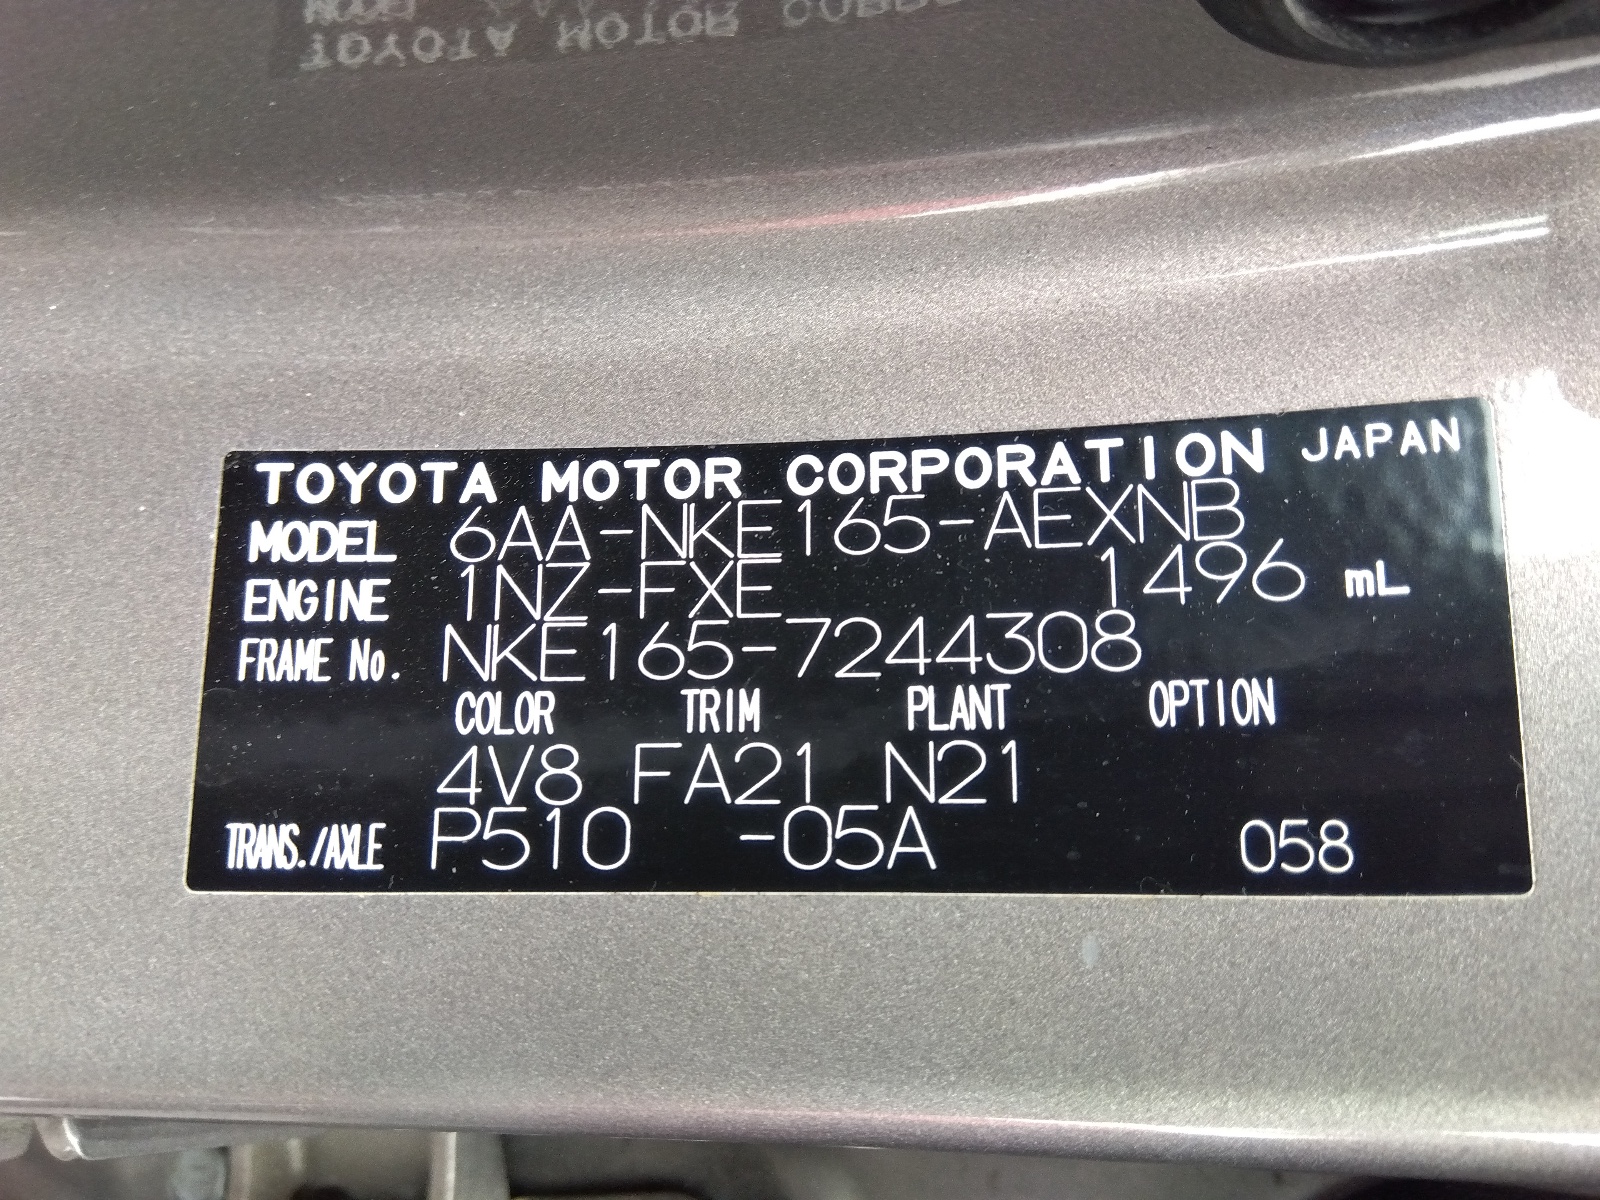 TOYOTA MOTOR CORPORATION JAPAN
MODEL 6AA-NKE165-AEXNB
ENGINE 1NZ-FXE 1496 mL
FRAME No. NKE165-7244308
COLOR TRIM PLANT OPTION
4V8 FA21 N21
TRANS./AXLE P510 -05A 058